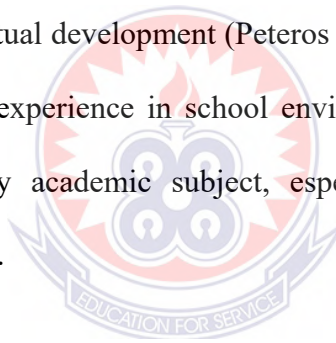 tual development (Peteros
experience in school envi
y academic subject, espe
.
EDUCATION FOR SERVICE